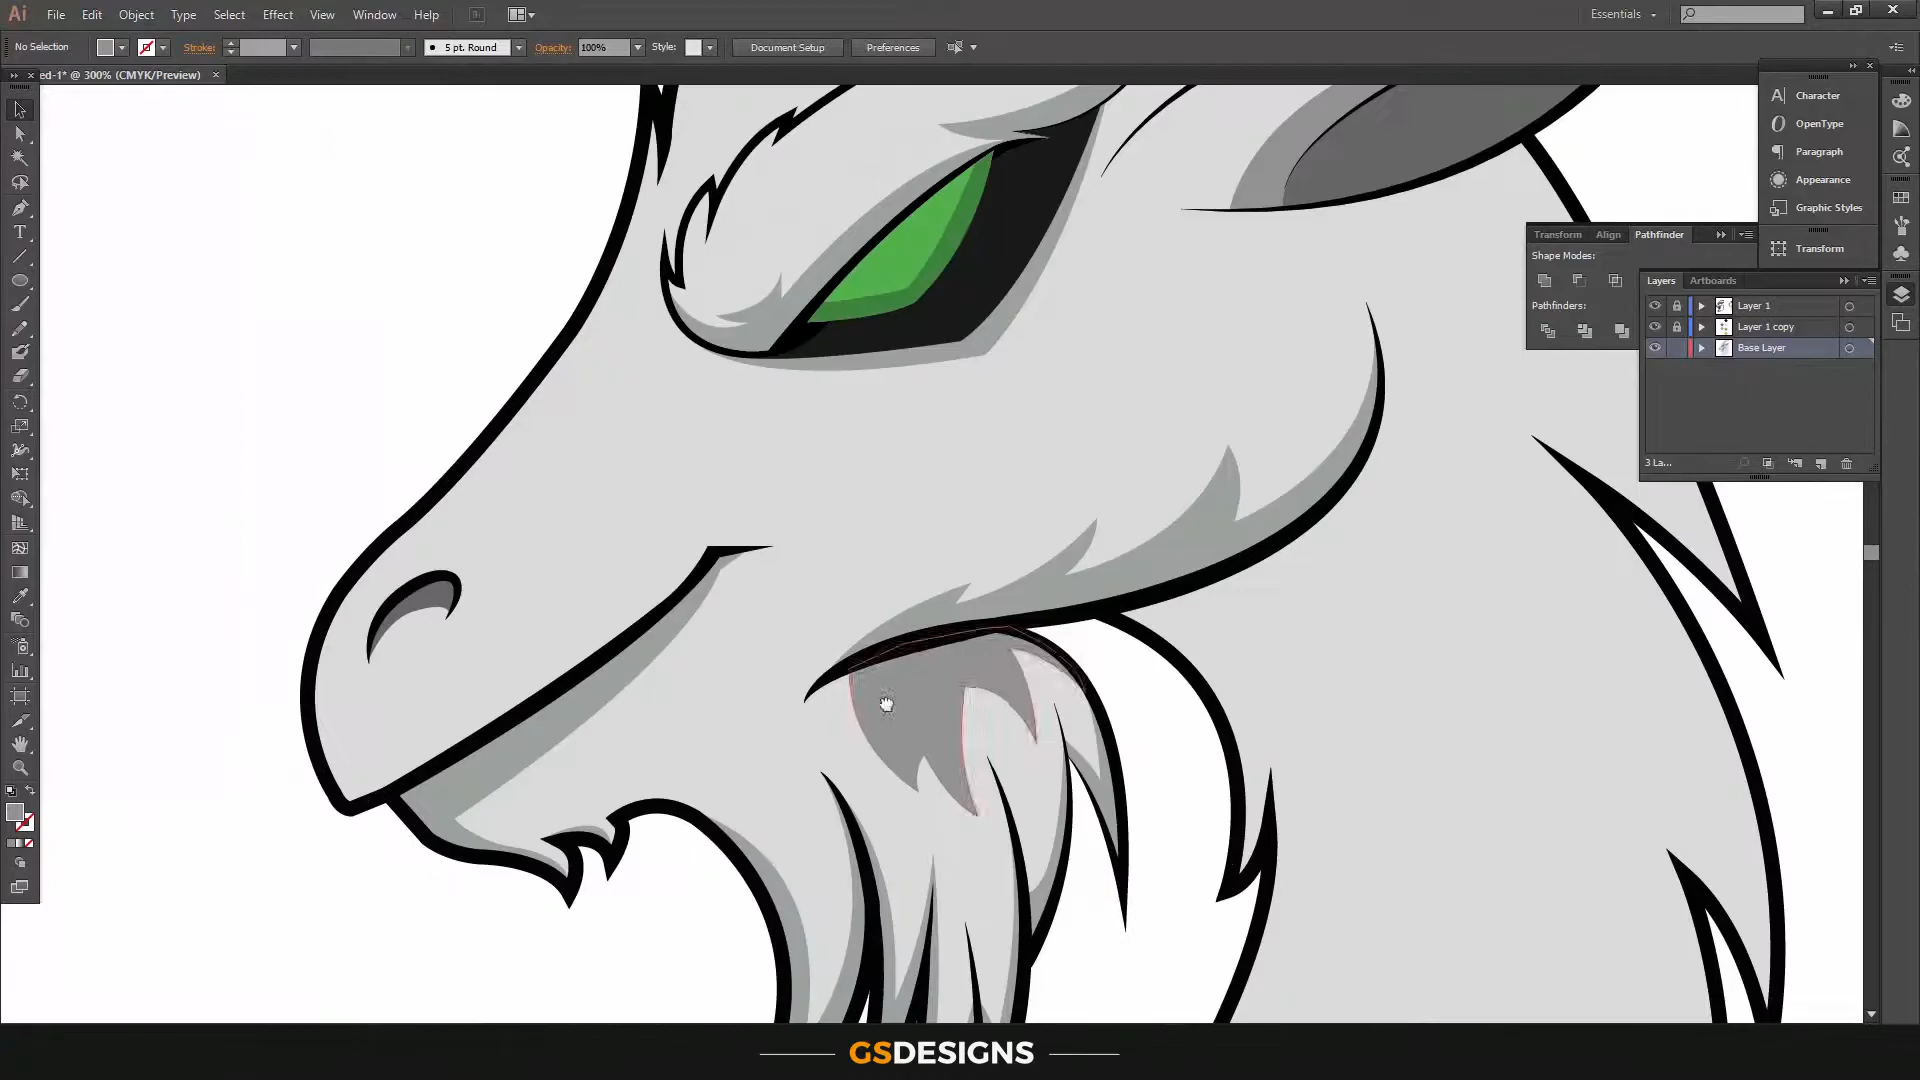 Ai File Edit Object Type Select Effect View Window Help
Essentials
No Selection Stroke: 5 pt. Round Opacity: 100% Style: Document Setup Preferences
ed-1* @ 300% (CMYK/Preview)
Character
OpenType
Paragraph
Appearance
Graphic Styles
Transform
Transform Align Pathfinder
Shape Modes:
Pathfinders:
Layers Artboards
Layer 1
Layer 1 copy
Base Layer
3 La...
GSDESIGNS